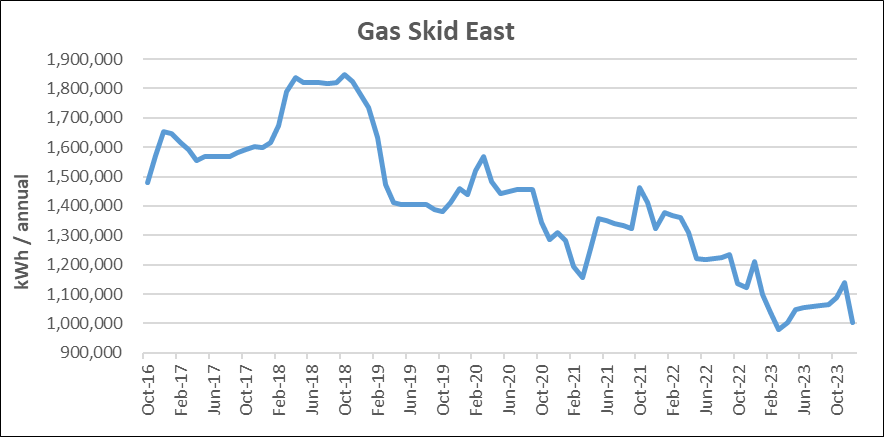 Gas Skid East
kWh / annual
1,900,000
1,800,000
1,700,000
1,600,000
1,500,000
1,400,000
1,300,000
1,200,000
1,100,000
1,000,000
900,000
Oct-16
Feb-17
Jun-17
Oct-17
Feb-18
Jun-18
Oct-18
Feb-19
Jun-19
Oct-19
Feb-20
Jun-20
Oct-20
Feb-21
Jun-21
Oct-21
Feb-22
Jun-22
Oct-22
Feb-23
Jun-23
Oct-23